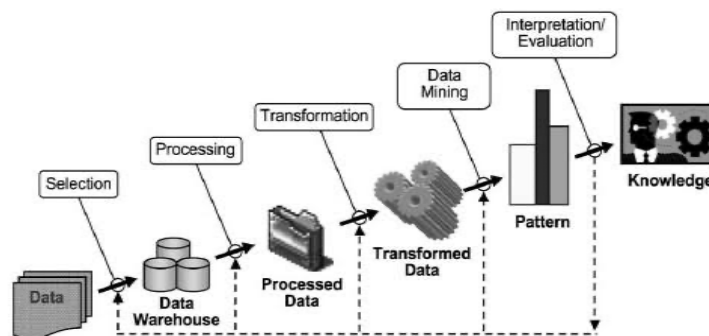 Interpretation/
Evaluation
Data
Mining
Transformation
Processing
Selection
Knowledge
Pattern
Transformed
Data
Processed
Data
Data
Warehouse
Data